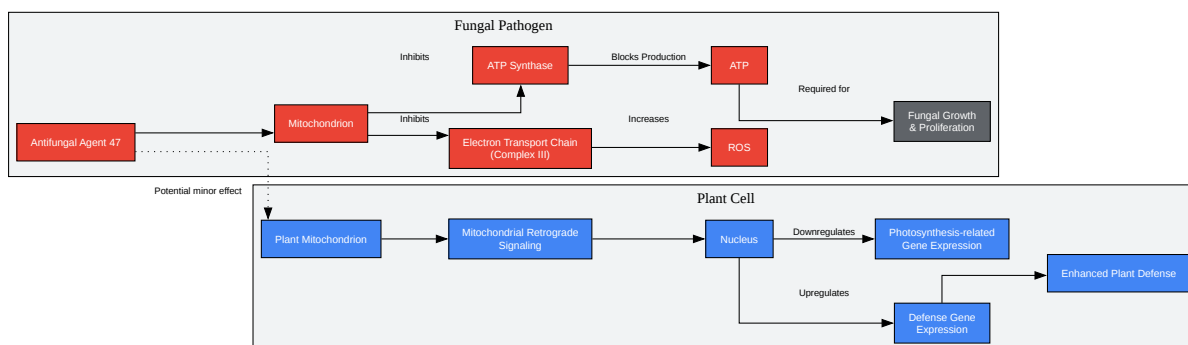 Fungal Pathogen
Inhibits
ATP Synthase
Blocks Production
ATP
Required for
Mitochondrion
Inhibits
Increases
Fungal Growth
& Proliferation
Antifungal Agent 47
Electron Transport Chain
(Complex III)
ROS
Potential minor effect
Plant Cell
Plant Mitochondrion
Mitochondrial Retrograde
Signaling
Nucleus
Downregulates
Photosynthesis-related
Gene Expression
Enhanced Plant Defense
Upregulates
Defense Gene
Expression